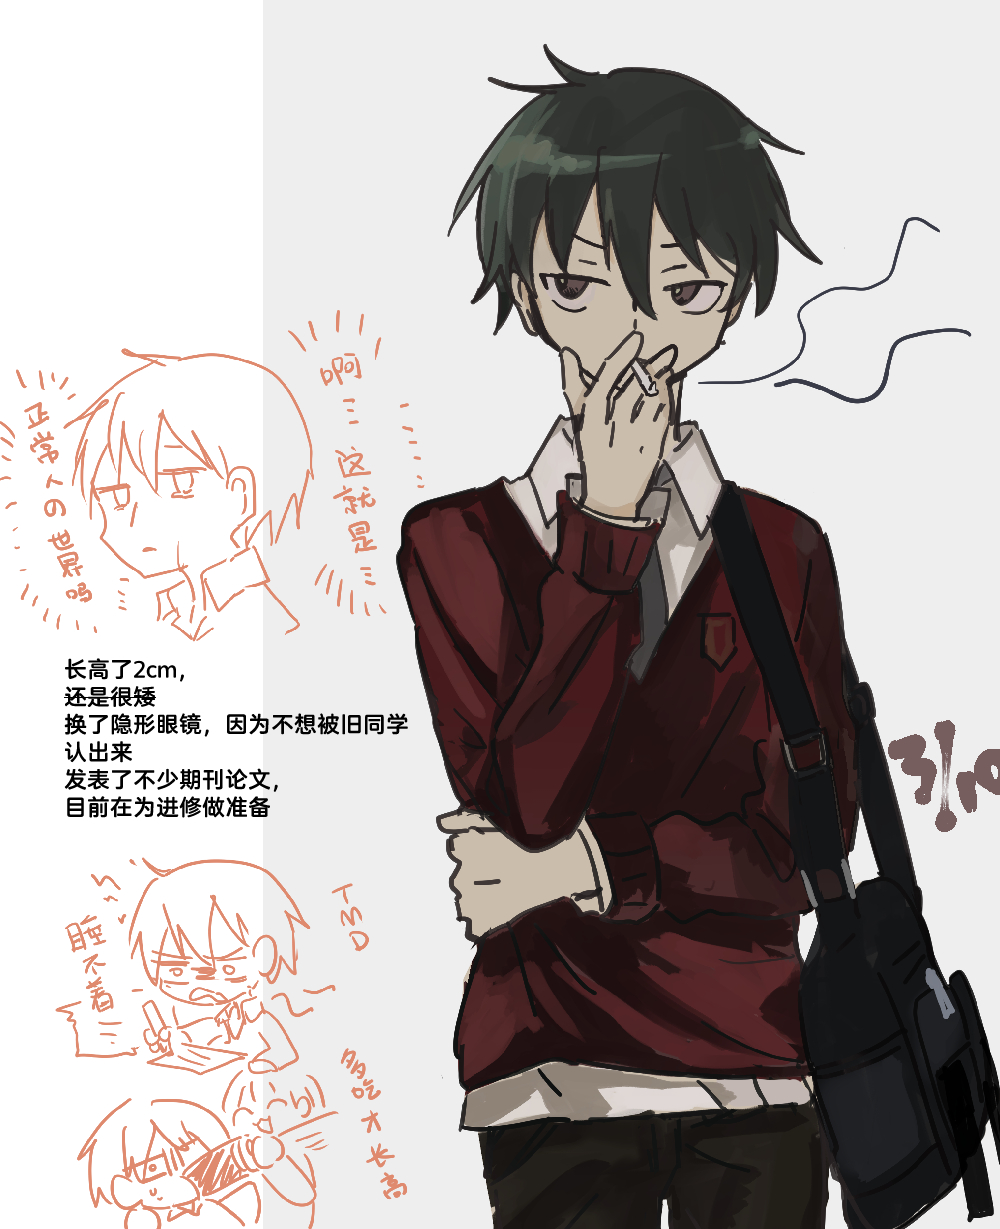 啊三三这就是三
正常人の世界吗
长高了2cm，
还是很矮
换了隐形眼镜，因为不想被旧同学
认出来
发表了不少期刊论文，
目前在为进修做准备
睡不着
TMD
多吃才长高